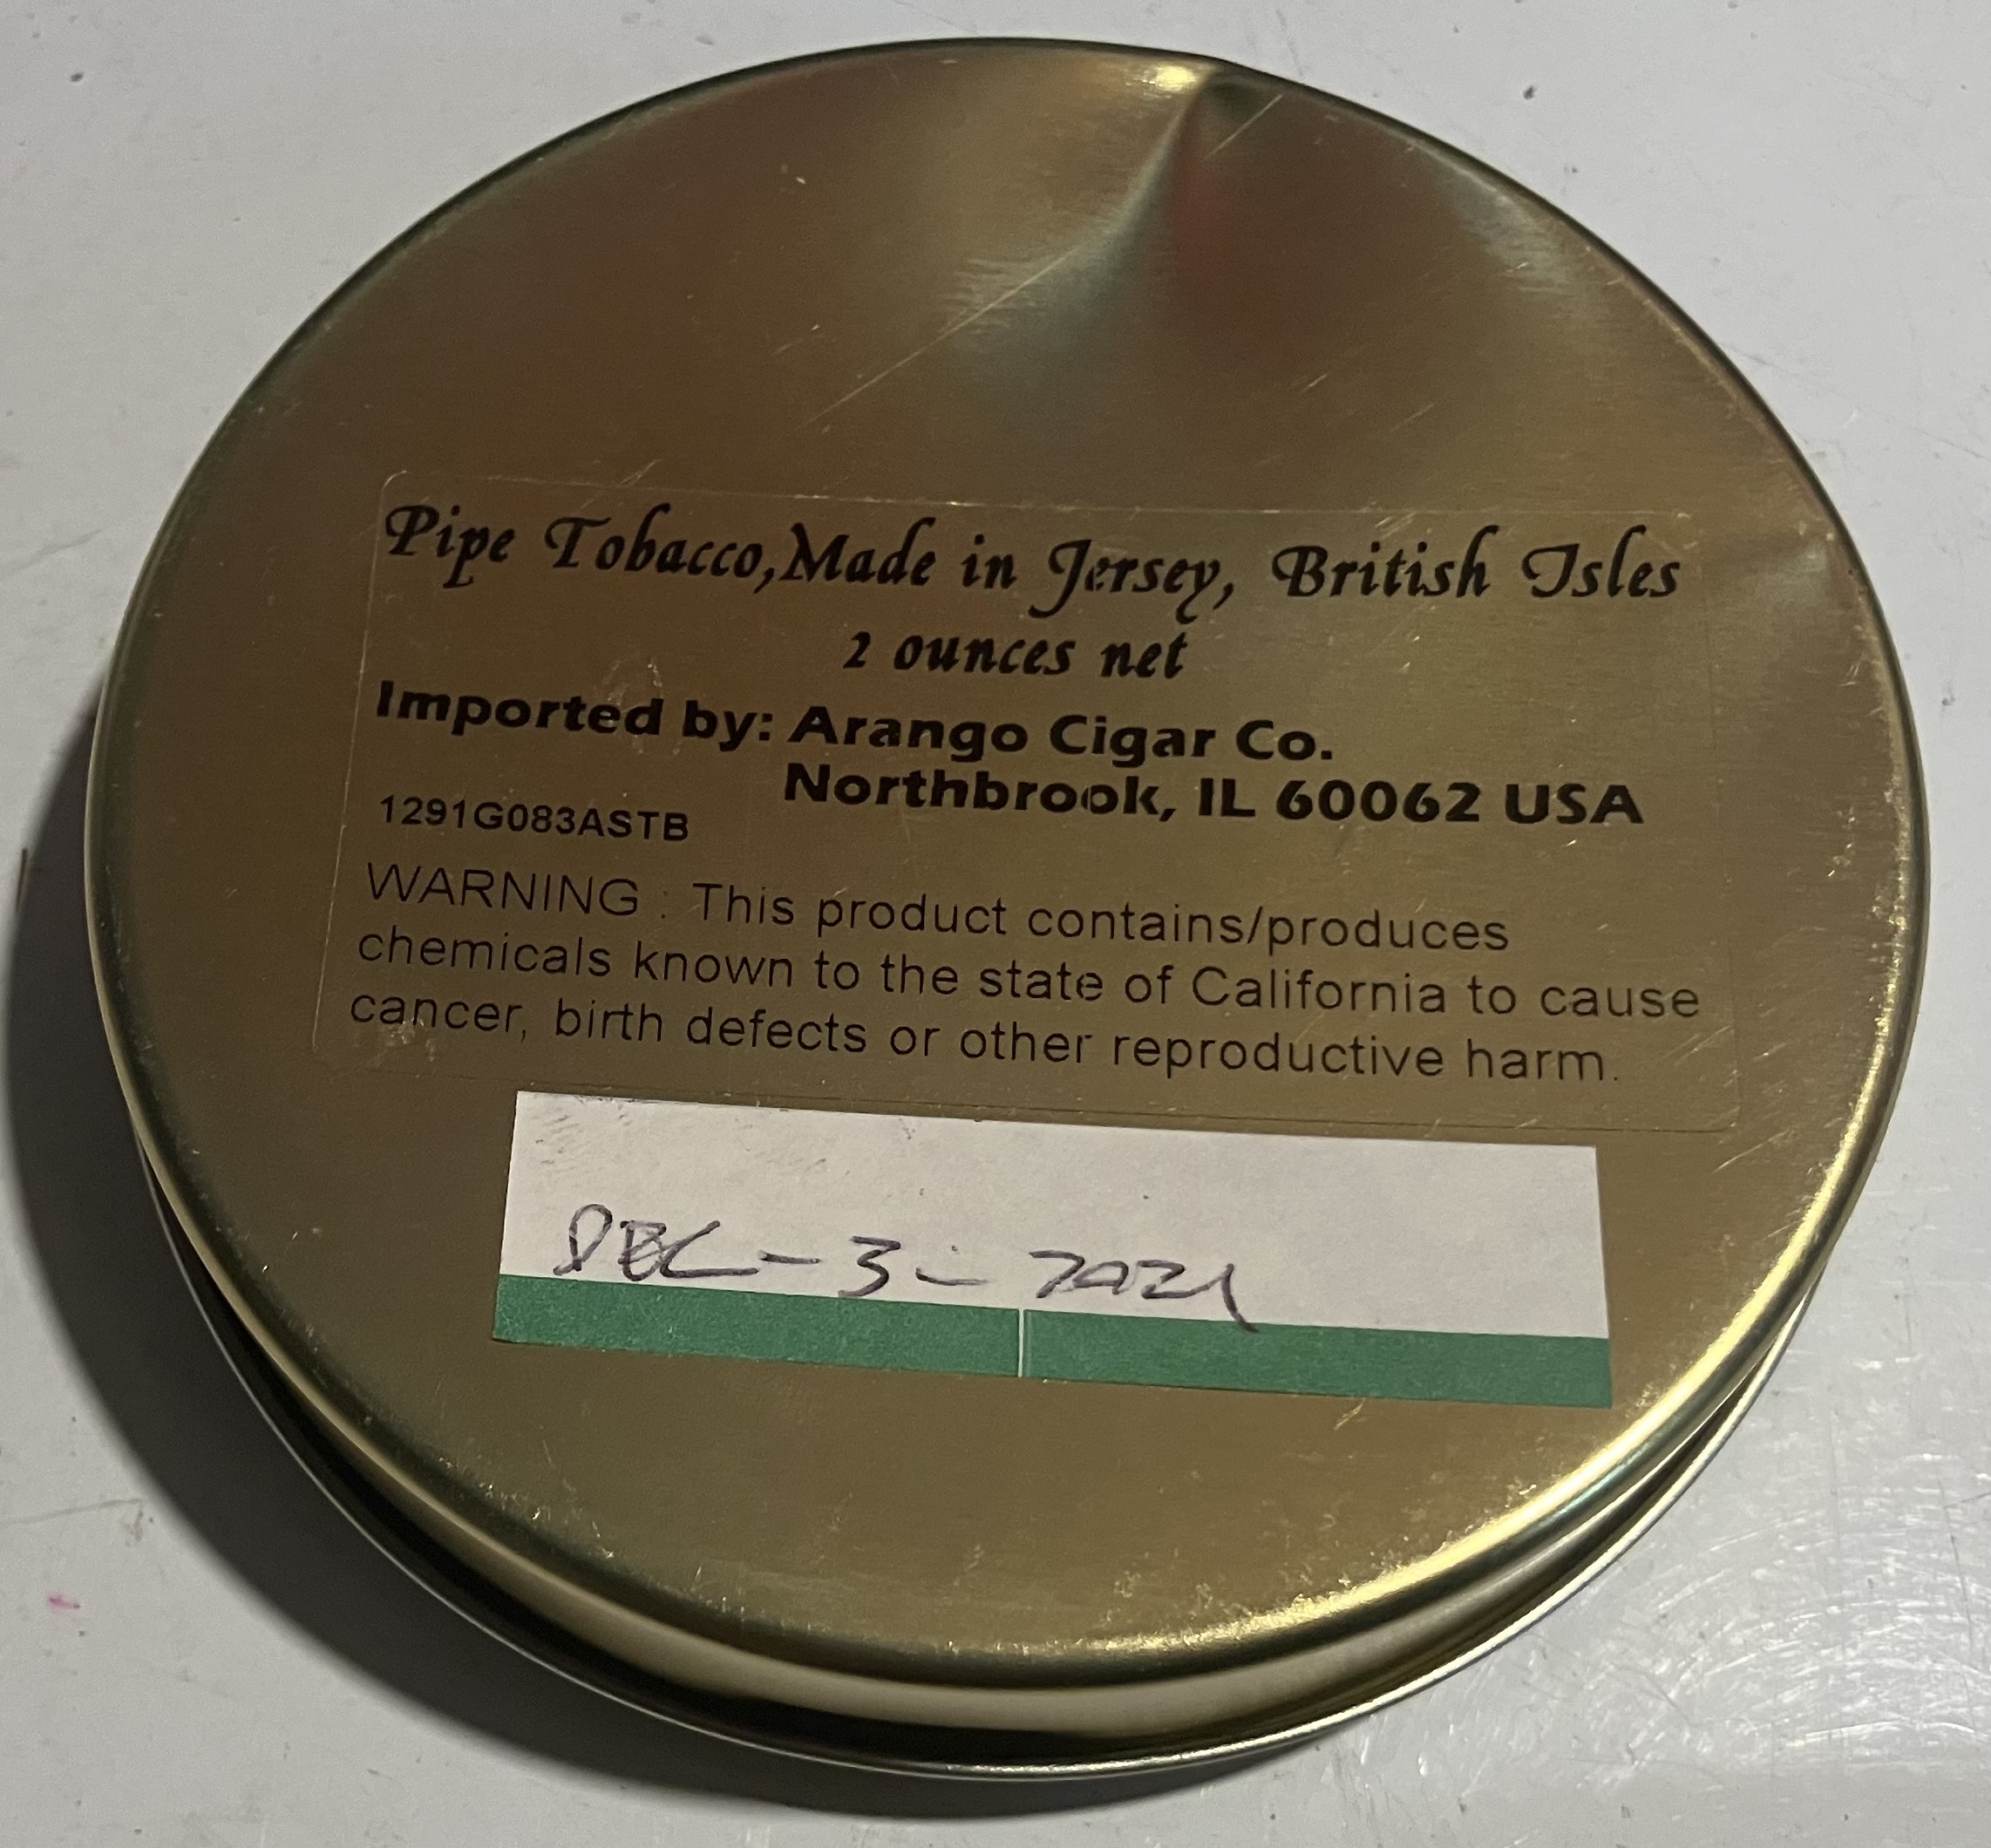 Pipe Tobacco,Made in Jersey, British Isles
2 ounces net
Imported by: Arango Cigar Co.
Northbrook, IL 60062 USA
1291G083ASTB
WARNING : This product contains/produces
chemicals known to the state of California to cause
cancer, birth defects or other reproductive harm.
DEC-3-2021